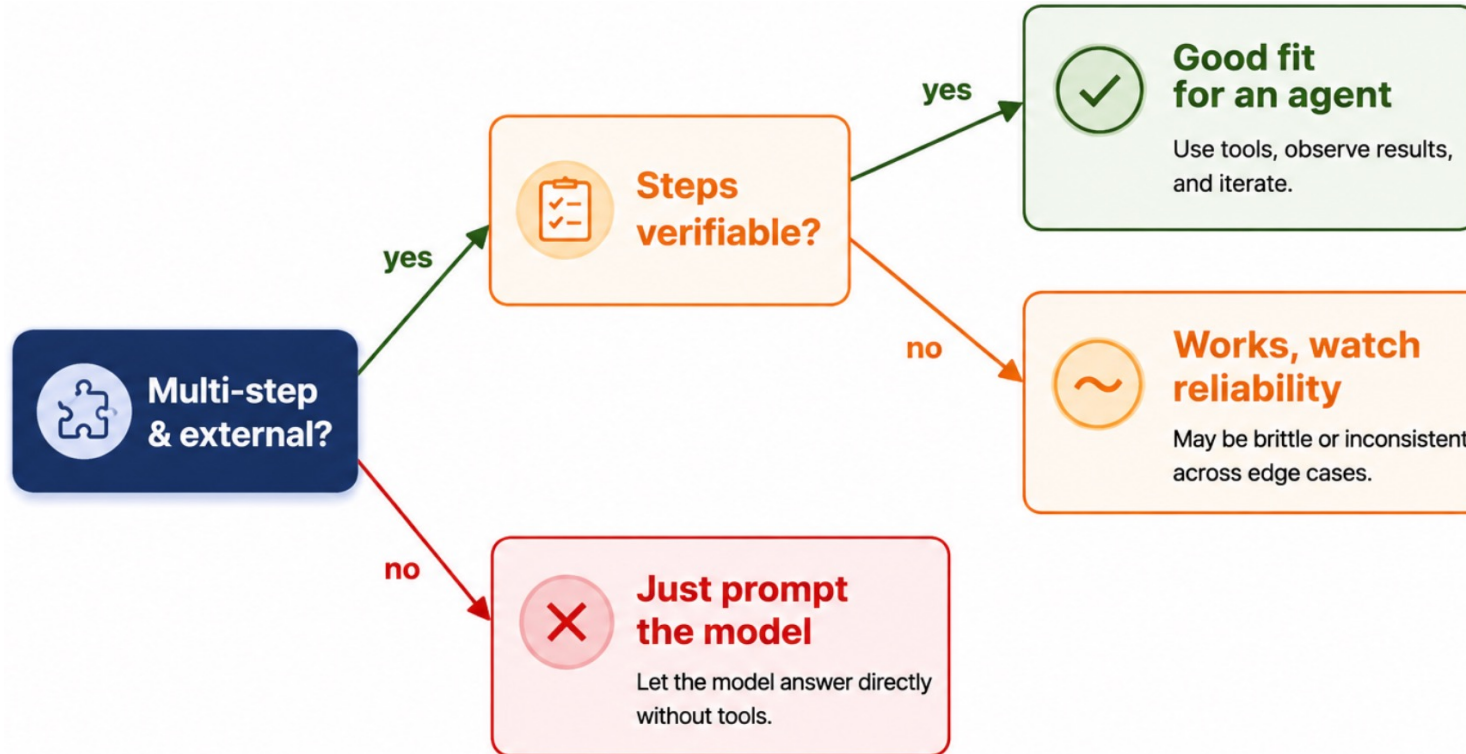 Good fit
for an agent
Use tools, observe results,
and iterate.
yes
Steps
verifiable?
yes
no
Works, watch
reliability
May be brittle or inconsistent
across edge cases.
Multi-step
& external?
no
Just prompt
the model
Let the model answer directly
without tools.